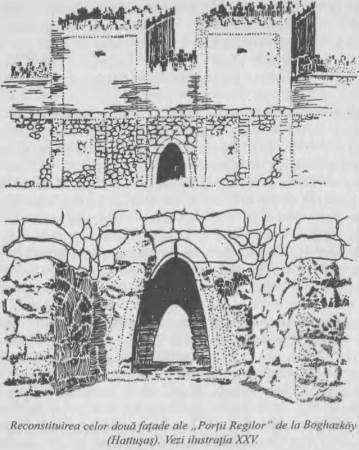 Reconstituirea celor două fațade ale „Porții Regilor" de la Boghazköy
(Hattușaș). Vezi ilustrația XXV.